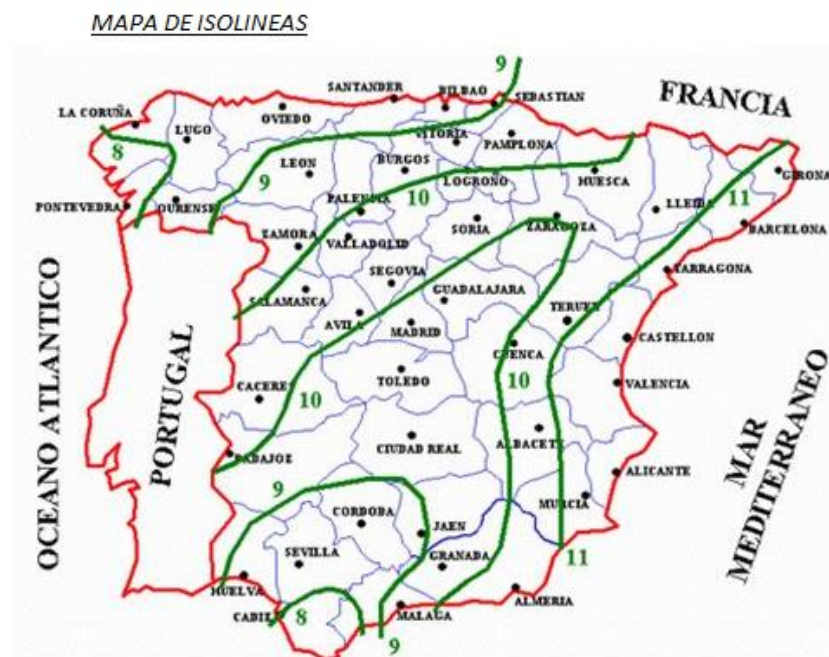 MAPA DE ISOLINEAS
9
SANTANDER
BILBAO
SEBASTIAN
FRANCIA
LA CORUÑA
OVIEDO
LUGO
VITORIA
PAMPLONA
8
LEON
BURGOS
9
LOGROÑO
HUESCA
GIRONA
10
11
PONTEVEDRA
OURENSE
PALENCIA
LLEIDA
ZAMORA
VALLADOLID
SORIA
ZARAGOZA
BARCELONA
SEGOVIA
TARRAGONA
SALAMANCA
GUADALAJARA
AVILA
MADRID
TERUEL
CASTELLON
CUENCA
OCEANO ATLANTICO
PORTUGAL
CACERES
TOLEDO
10
10
VALENCIA
MAR
MEDITERRANEO
CIUDAD REAL
ALBACETE
BADAJOZ
ALICANTE
9
MURCIA
CORDOBA
JAEN
SEVILLA
GRANADA
11
HUELVA
ALMERIA
CADIZ
8
MALAGA
9